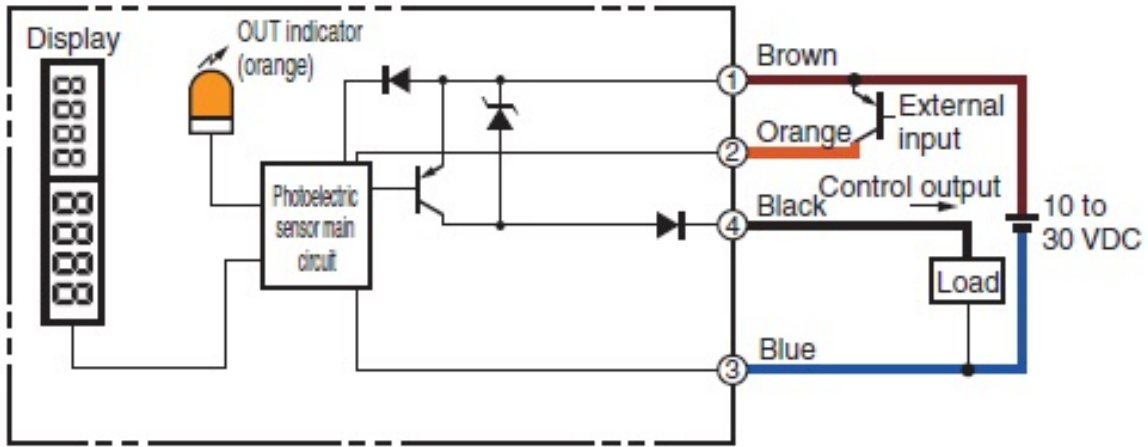 Display
8888
8888
OUT indicator
(orange)
Photoelectric
sensor main
circuit
1
Brown
2
Orange
External
input
4
Black
Control output
10 to
30 VDC
Load
3
Blue